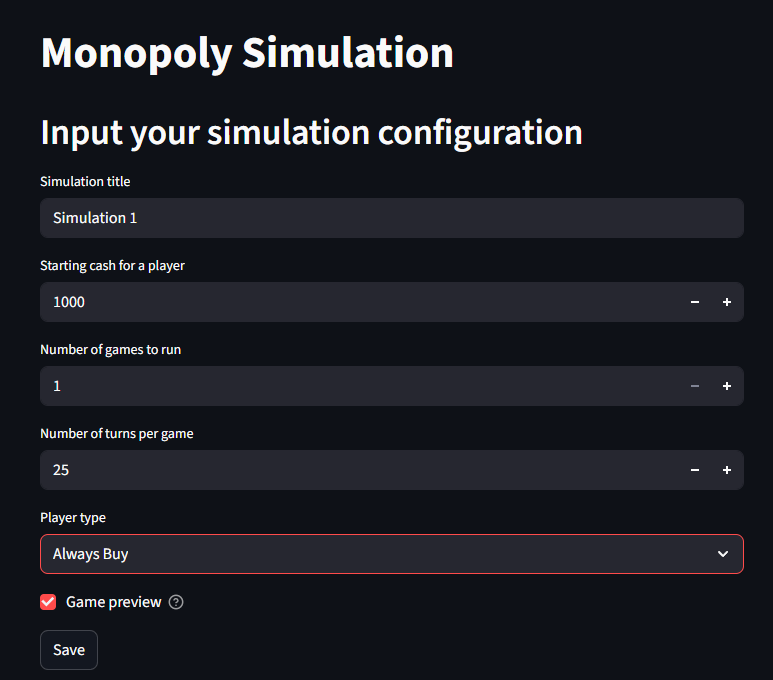 Monopoly Simulation
Input your simulation configuration
Simulation title
Simulation 1
Starting cash for a player
1000
Number of games to run
1
Number of turns per game
25
Player type
Always Buy
Game preview
Save